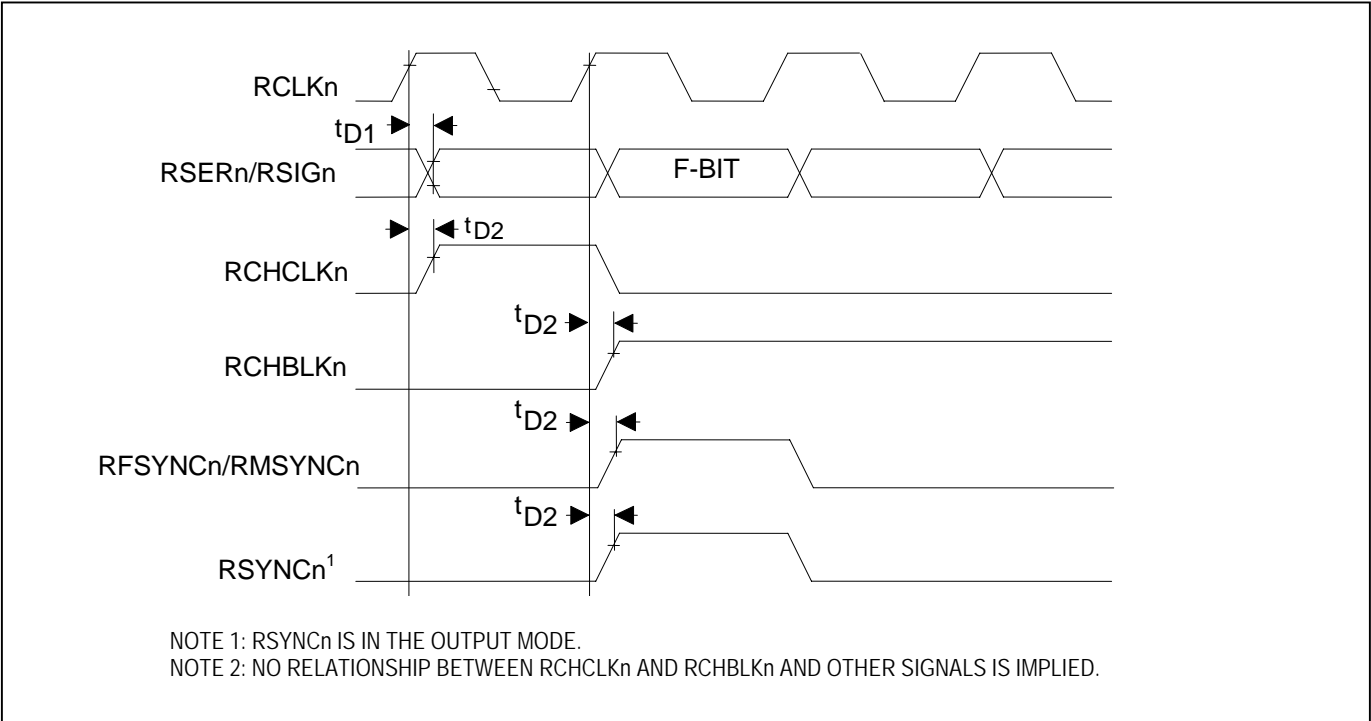 RCLKn
tD1
RSERn/RSIGn
F-BIT
tD2
RCHCLKn
tD2
RCHBLKn
tD2
RFSYNCn/RMSYNCn
tD2
RSYNCn1
NOTE 1: RSYNCn IS IN THE OUTPUT MODE.
NOTE 2: NO RELATIONSHIP BETWEEN RCHCLKn AND RCHBLKn AND OTHER SIGNALS IS IMPLIED.